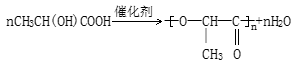 催化剂
nCH3CH(OH)COOH→⁅O—CH—C⁆n+nH2O
CH3 O